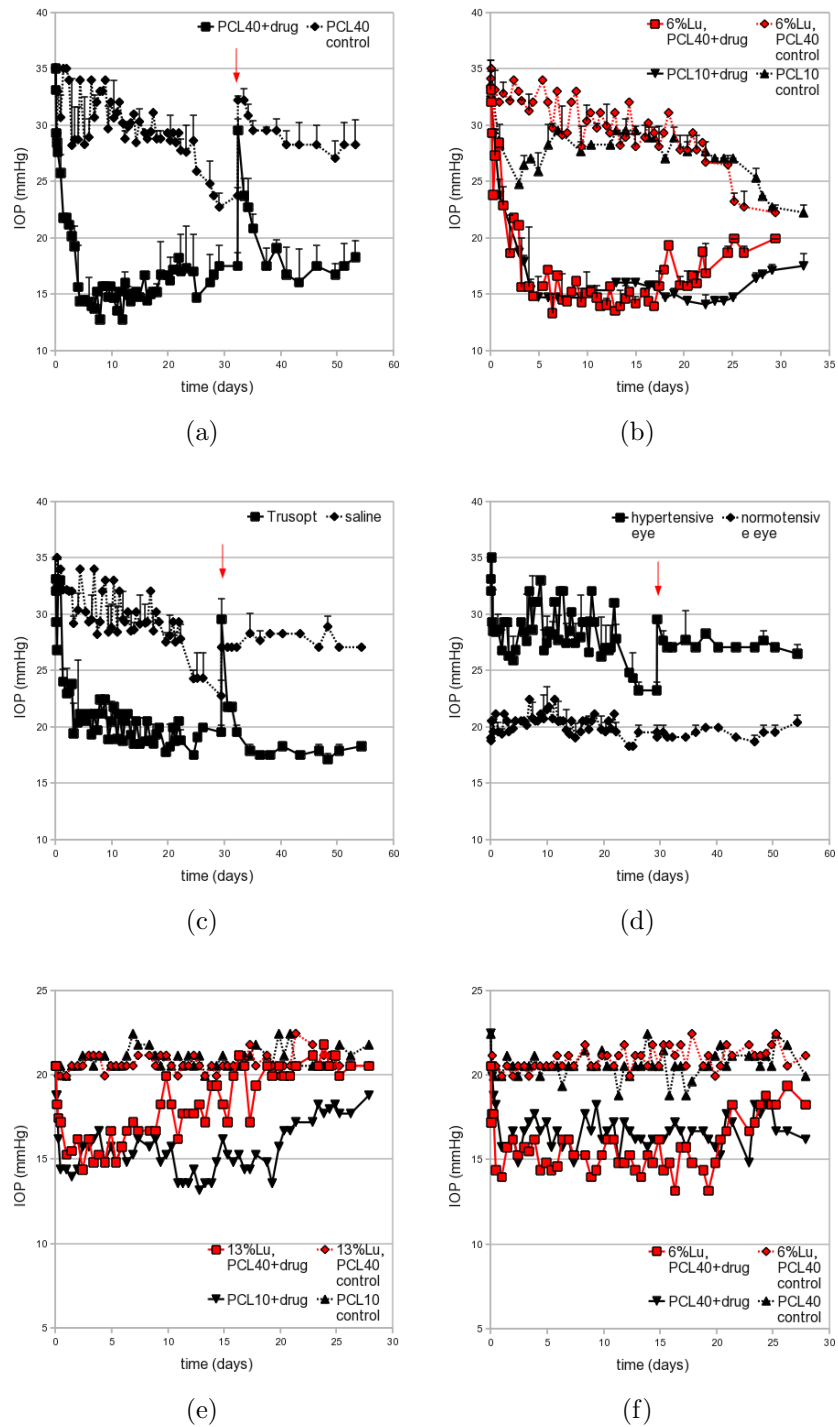 PCL40+drug
PCL40
control
40
35
30
25
20
15
10
0
10
20
30
40
50
60
IOP (mmHg)
time (days)
(a)
6%Lu,
PCL40+drug
6%Lu,
PCL40
control
PCL10+drug
PCL10
control
40
35
30
25
20
15
10
0
5
10
15
20
25
30
35
IOP (mmHg)
time (days)
(b)
Trusopt
saline
40
35
30
25
20
15
10
0
10
20
30
40
50
60
IOP (mmHg)
time (days)
(c)
hypertensive
eye
normotensiv
e eye
40
35
30
25
20
15
10
0
10
20
30
40
50
60
IOP (mmHg)
time (days)
(d)
25
20
15
10
5
0
5
10
15
20
25
30
IOP (mmHg)
13%Lu,
PCL40+drug
13%Lu,
PCL40
control
PCL10+drug
PCL10
control
time (days)
(e)
25
20
15
10
5
0
5
10
15
20
25
30
IOP (mmHg)
6%Lu,
PCL40+drug
6%Lu,
PCL40
control
PCL40+drug
PCL40
control
time (days)
(f)